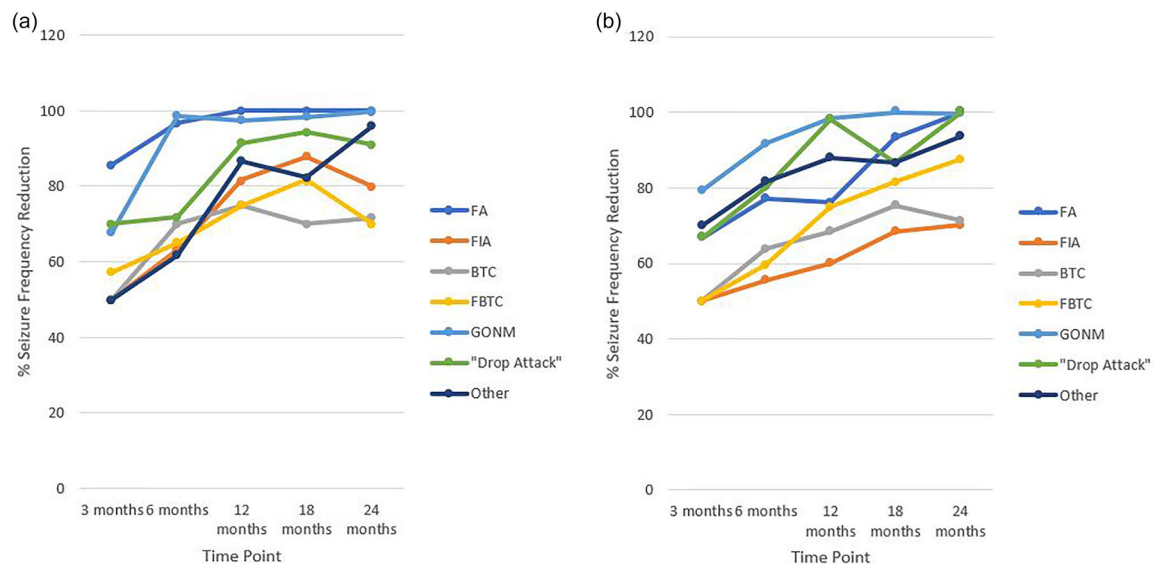 (a)
% Seizure Frequency Reduction
120
100
80
60
40
20
0
3 months 6 months 12 months 18 months 24 months
Time Point
FA
FIA
BTC
FBTC
GONM
"Drop Attack"
Other
(b)
% Seizure Frequency Reduction
120
100
80
60
40
20
0
3 months 6 months 12 months 18 months 24 months
Time Point
FA
FIA
BTC
FBTC
GONM
"Drop Attack"
Other